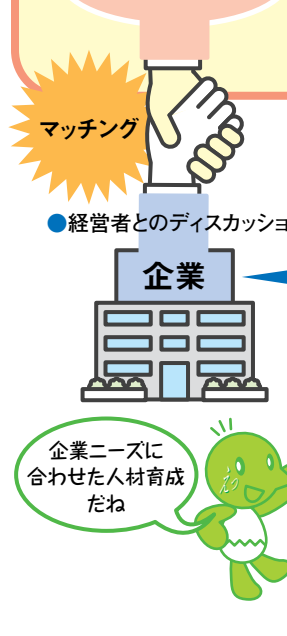 マッチング
●経営者とのディスカッショ
企業
企業ニーズに
合わせた人材育成
だね